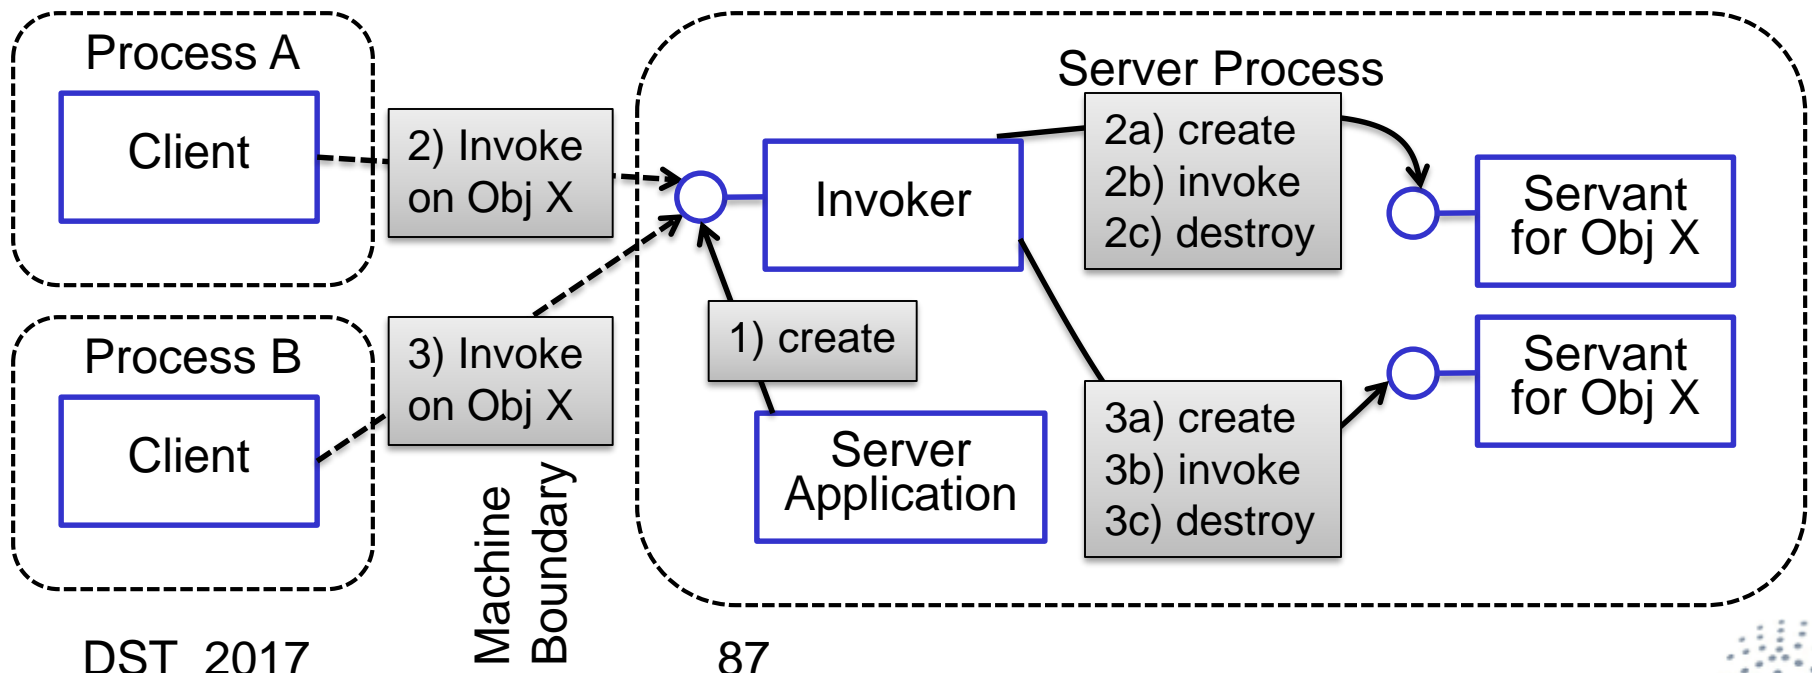 Process A
Client
2) Invoke
on Obj X
Process B
Client
3) Invoke
on Obj X
Machine
Boundary
Server Process
Invoker
1) create
Server
Application
2a) create
2b) invoke
2c) destroy
Servant
for Obj X
3a) create
3b) invoke
3c) destroy
Servant
for Obj X
DST 2017
87